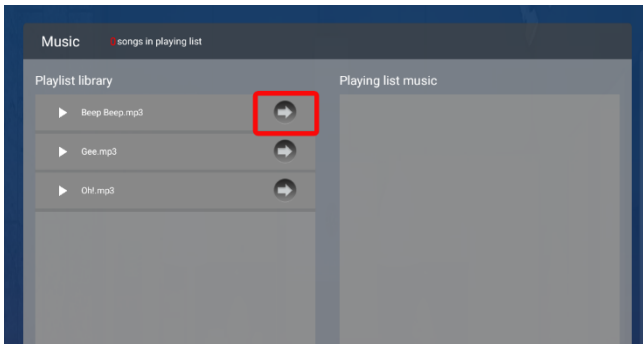 Music songs in playing list
Playlist library
Playing list music
Beep Beep.mp3
Gee.mp3
Oh!.mp3